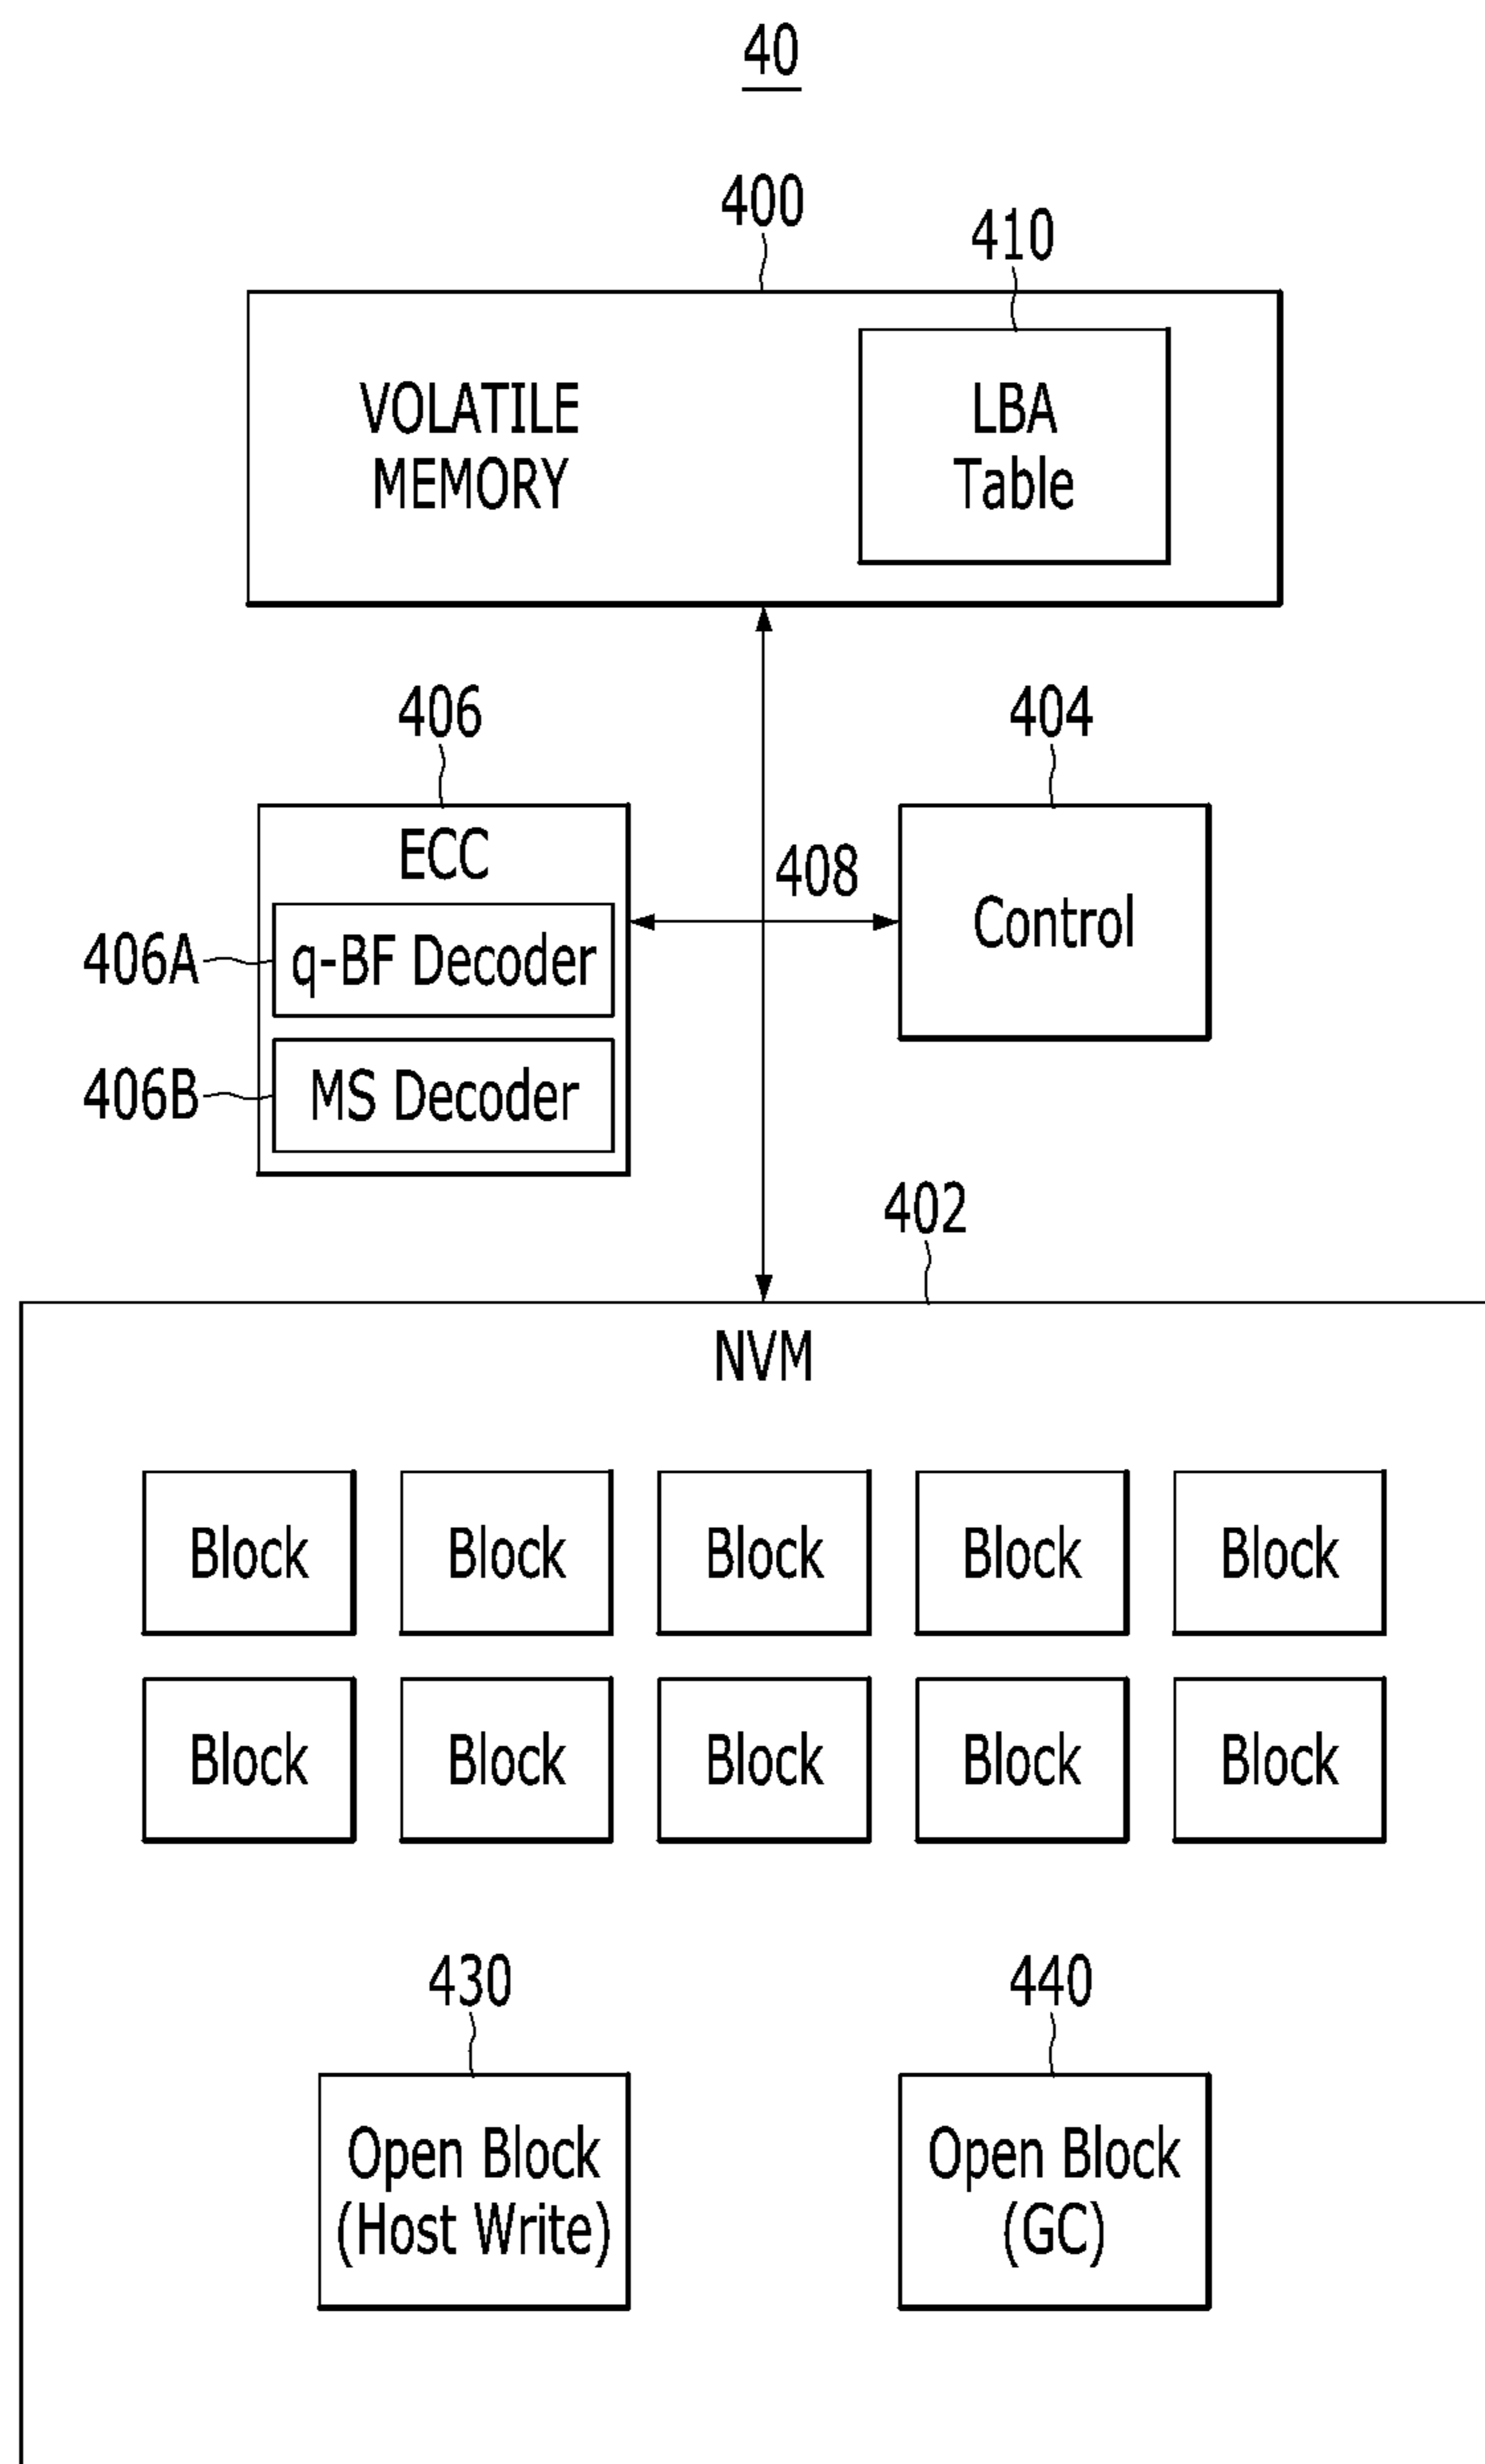 40
400
410
VOLATILE
MEMORY
LBA
Table
406
404
ECC
408
Control
406A
q-BF Decoder
406B
MS Decoder
402
NVM
Block Block Block Block Block
Block Block Block Block Block
430
440
Open Block
(Host Write)
Open Block
(GC)